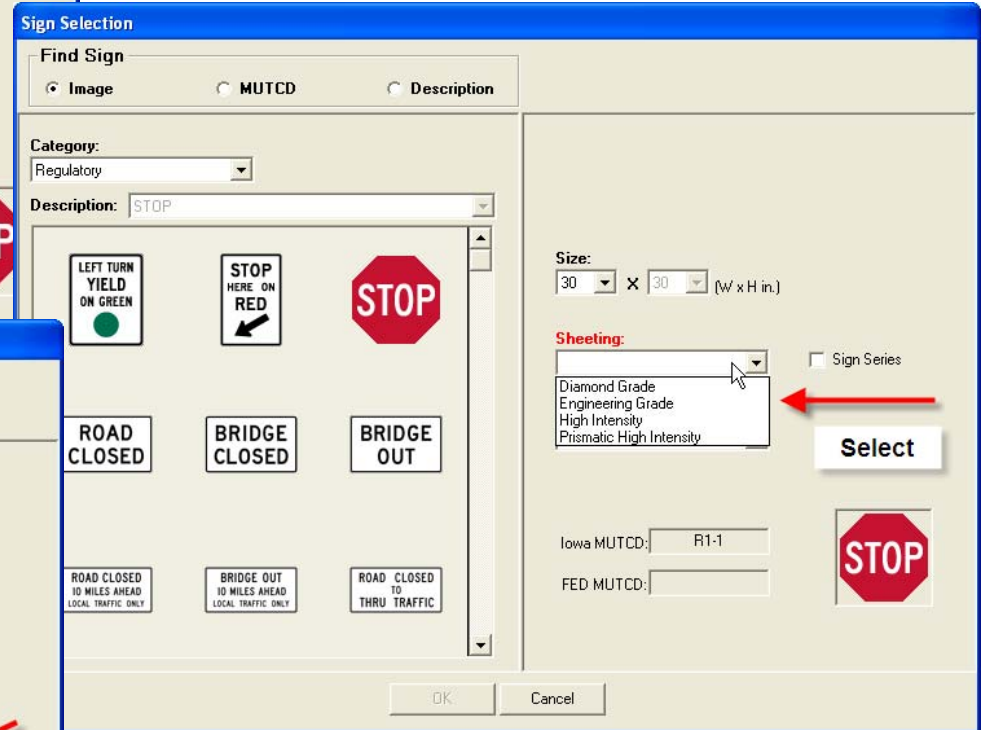 Sign Selection
Find Sign
Image
MUTCD
Description
Category:
Regulatory
Description: STOP
LEFT TURN
YIELD
ON GREEN
STOP
HERE ON
RED
STOP
ROAD
CLOSED
BRIDGE
CLOSED
BRIDGE
OUT
ROAD CLOSED
10 MILES AHEAD
LOCAL TRAFFIC ONLY
BRIDGE OUT
10 MILES AHEAD
LOCAL TRAFFIC ONLY
ROAD CLOSED
TO
THRU TRAFFIC
Size:
30 X 30 (W x H in.)
Sheeting:
Sign Series
Diamond Grade
Engineering Grade
High Intensity
Prismatic High Intensity
Select
Iowa MUTCD: R1-1
FED MUTCD:
STOP
OK
Cancel
P